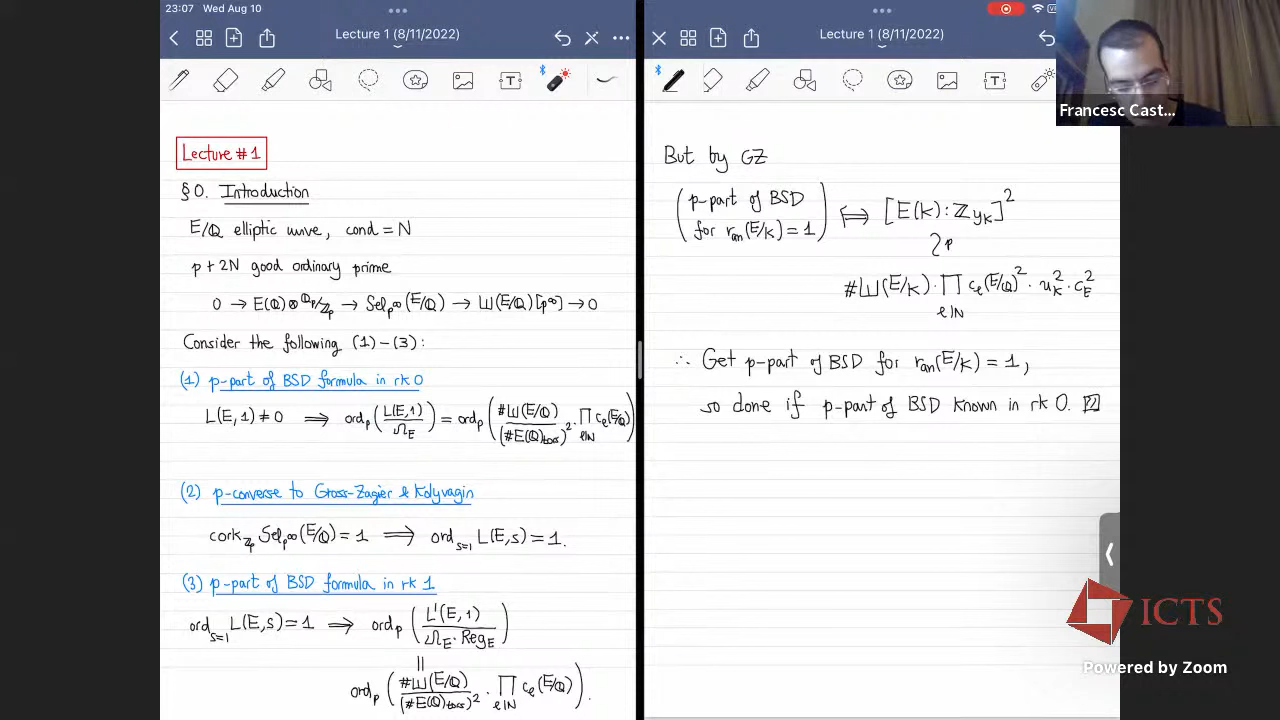 23:07 Wed Aug 10
Lecture 1 (8/11/2022)
Lecture #1
§0. Introduction
E/ℚ elliptic curve, cond = N
p ∤ 2N good ordinary prime
0 → E(ℚ) ⊗ ℚp/ℤp → Selp∞(E/ℚ) → Ш(E/ℚ)[p∞] → 0
Consider the following (1)-(3):
(1) p-part of BSD formula in rk 0
L(E,1) ≠ 0 ⟹ ordp(L(E,1)/ΩE) = ordp(#Ш(E/ℚ)/(#E(ℚ)tors)² · ∏ℓ|N cℓ(E/ℚ))
(2) p-converse to Gross-Zagier & Kolyvagin
corkℤp Selp∞(E/ℚ) = 1 ⟹ ords=1 L(E,s) = 1.
(3) p-part of BSD formula in rk 1
ords=1 L(E,s) = 1 ⟹ ordp(L'(E,1)/ΩE · RegE)
||
ordp(#Ш(E/ℚ)/(#E(ℚ)tors)² · ∏ℓ|N cℓ(E/ℚ)).
Lecture 1 (8/11/2022)
But by GZ
(p-part of BSD for ran(E/K) = 1) ⟺ [E(K) : ℤyK]²
~p
#Ш(E/K) · ∏ℓ|N cℓ(E/ℚ)² · uK² · cE²
∴ Get p-part of BSD for ran(E/K) = 1,
so done if p-part of BSD known in rk 0.
Francesc Cast...
ICTS
Powered by Zoom